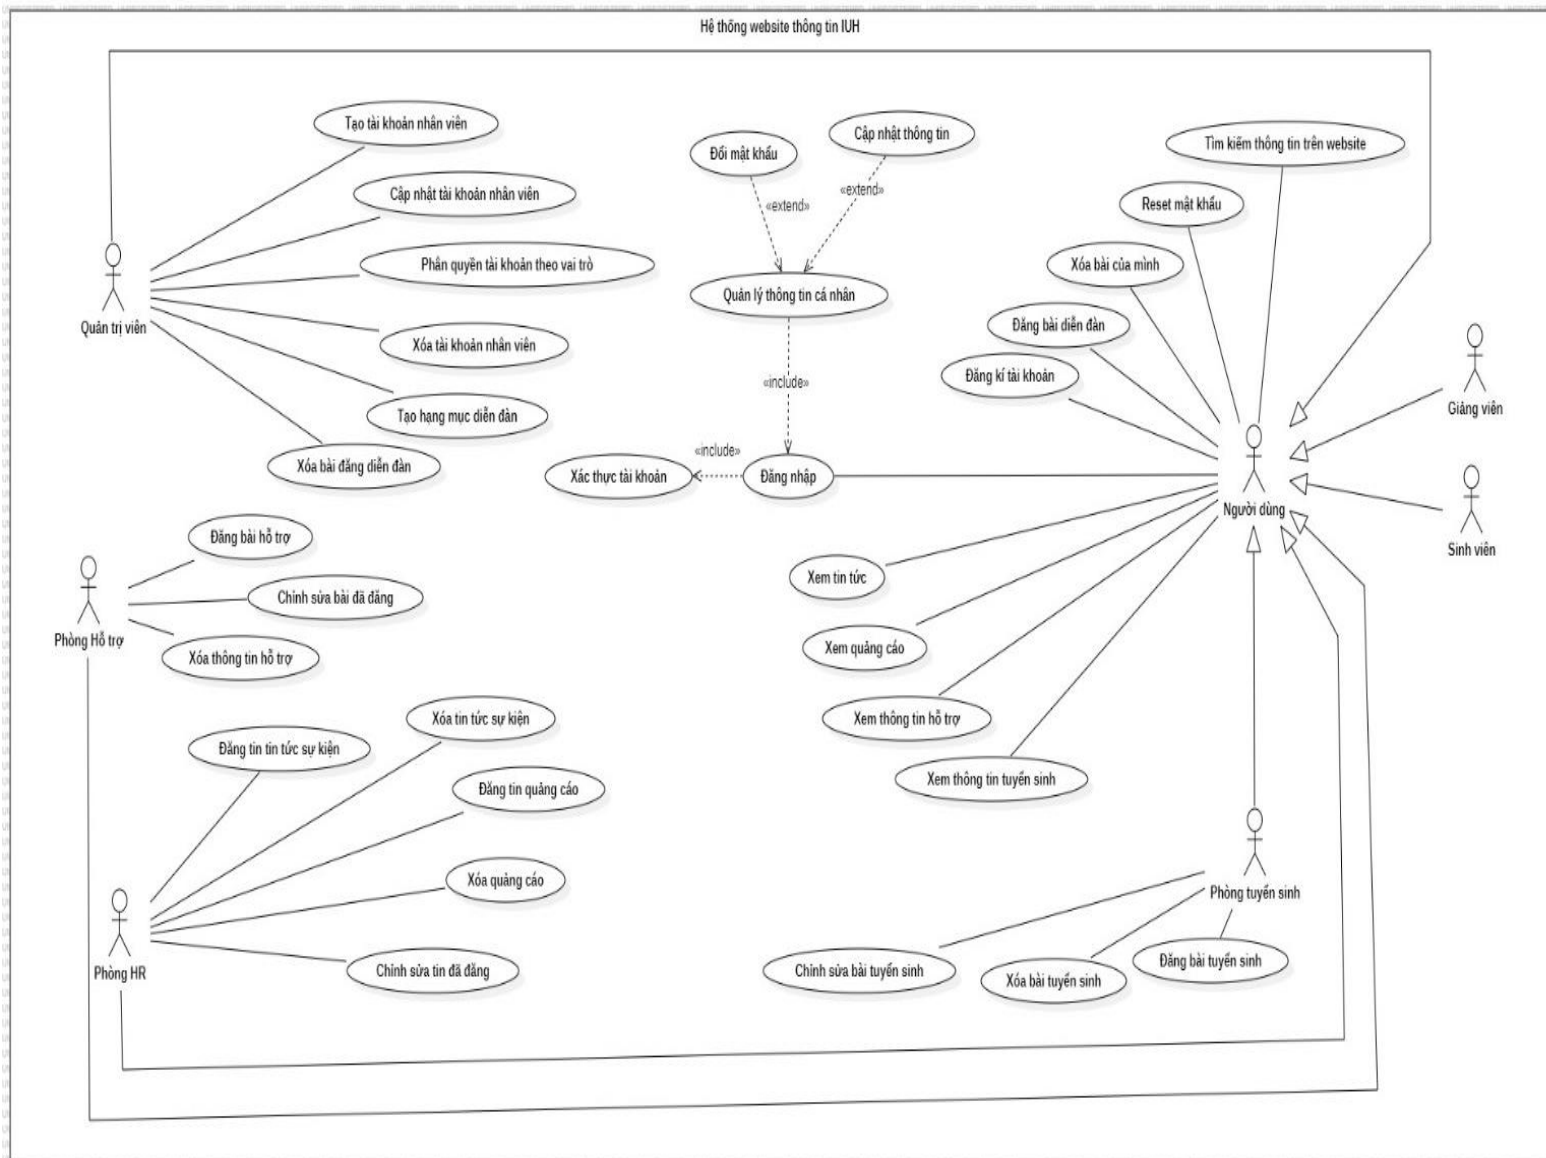 Hệ thống website thông tin IUH
Tạo tài khoản nhân viên
Cập nhật tài khoản nhân viên
Phân quyền tài khoản theo vai trò
Quản trị viên
Xóa tài khoản nhân viên
Tạo hạng mục diễn đàn
Xóa bài đăng diễn đàn
Đổi mật khẩu
Cập nhật thông tin
«extend»
«extend»
Quản lý thông tin cá nhân
«include»
«include»
Xác thực tài khoản
Đăng nhập
Tìm kiếm thông tin trên website
Reset mật khẩu
Xóa bài của mình
Đăng bài diễn đàn
Đăng kí tài khoản
Giảng viên
Người dùng
Sinh viên
Đăng bài hỗ trợ
Chỉnh sửa bài đã đăng
Phòng Hỗ trợ
Xóa thông tin hỗ trợ
Xem tin tức
Xem quảng cáo
Xem thông tin hỗ trợ
Xem thông tin tuyển sinh
Xóa tin tức sự kiện
Đăng tin tin tức sự kiện
Đăng tin quảng cáo
Xóa quảng cáo
Phòng HR
Chỉnh sửa tin đã đăng
Phòng tuyển sinh
Chỉnh sửa bài tuyển sinh
Xóa bài tuyển sinh
Đăng bài tuyển sinh